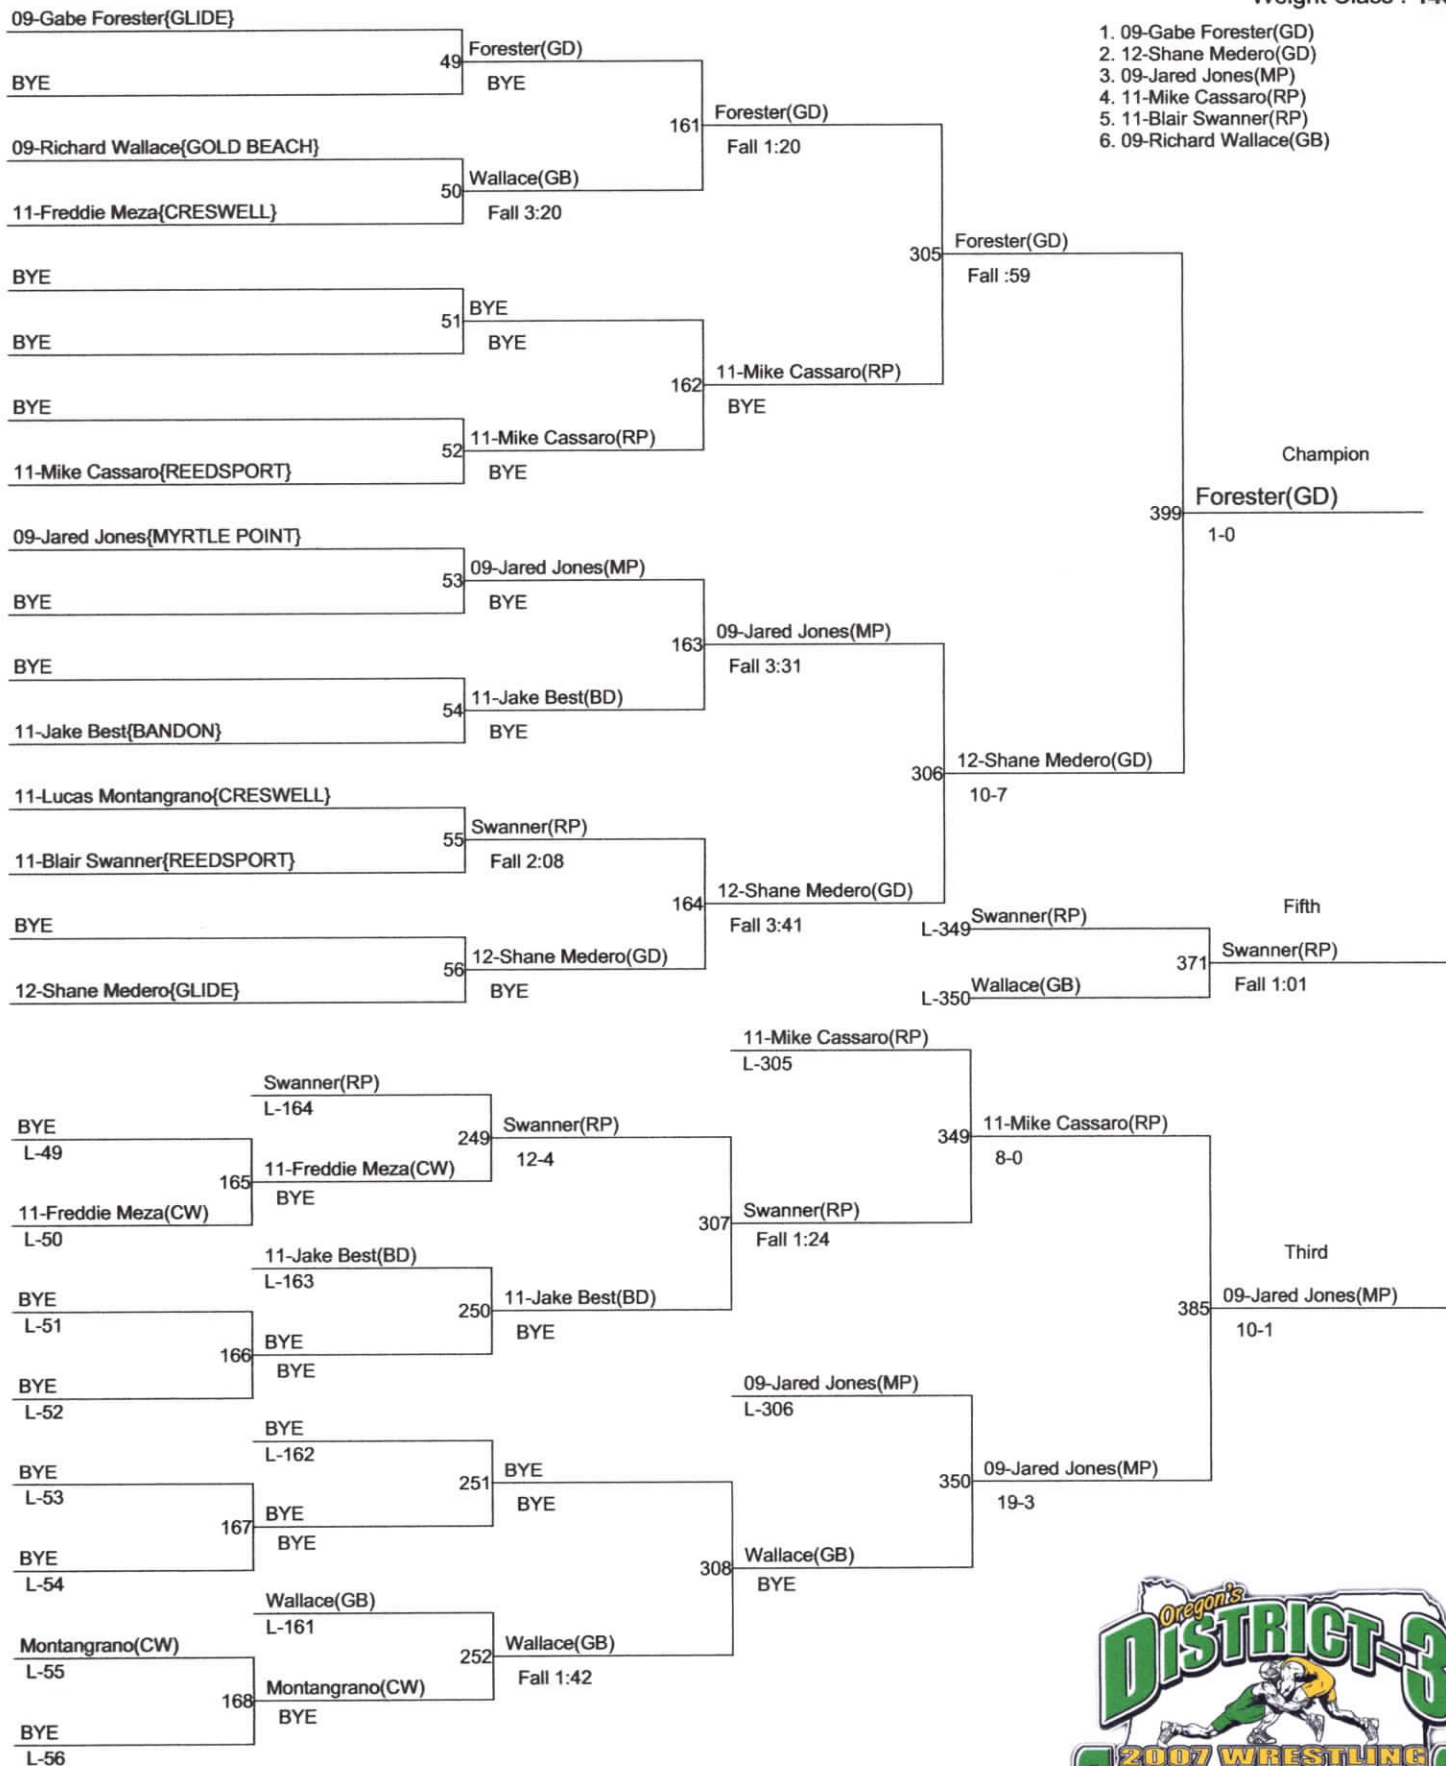 Weight Class :
1. 09-Gabe Forester(GD)
2. 12-Shane Medero(GD)
3. 09-Jared Jones(MP)
4. 11-Mike Cassaro(RP)
5. 11-Blair Swanner(RP)
6. 09-Richard Wallace(GB)
09-Gabe Forester{GLIDE}
BYE
49
Forester(GD)
BYE
09-Richard Wallace{GOLD BEACH}
11-Freddie Meza{CRESWELL}
50
Wallace(GB)
Fall 3:20
161
Forester(GD)
Fall 1:20
BYE
BYE
51
BYE
BYE
BYE
11-Mike Cassaro{REEDSPORT}
52
11-Mike Cassaro(RP)
BYE
162
11-Mike Cassaro(RP)
BYE
305
Forester(GD)
Fall :59
09-Jared Jones{MYRTLE POINT}
BYE
53
09-Jared Jones(MP)
BYE
BYE
11-Jake Best{BANDON}
54
11-Jake Best(BD)
BYE
163
09-Jared Jones(MP)
Fall 3:31
11-Lucas Montangrano{CRESWELL}
11-Blair Swanner{REEDSPORT}
55
Swanner(RP)
Fall 2:08
BYE
12-Shane Medero{GLIDE}
56
12-Shane Medero(GD)
BYE
164
12-Shane Medero(GD)
Fall 3:41
306
12-Shane Medero(GD)
10-7
Champion
399
Forester(GD)
1-0
Fifth
L-349
Swanner(RP)
L-350
Wallace(GB)
371
Swanner(RP)
Fall 1:01
BYE
L-49
11-Freddie Meza(CW)
L-50
165
11-Freddie Meza(CW)
BYE
Swanner(RP)
L-164
249
Swanner(RP)
12-4
BYE
L-51
BYE
L-52
166
BYE
BYE
11-Jake Best(BD)
L-163
250
11-Jake Best(BD)
BYE
307
Swanner(RP)
Fall 1:24
11-Mike Cassaro(RP)
L-305
349
11-Mike Cassaro(RP)
8-0
BYE
L-53
BYE
L-54
167
BYE
BYE
BYE
L-162
251
BYE
BYE
Montangrano(CW)
L-55
BYE
L-56
168
Montangrano(CW)
BYE
Wallace(GB)
L-161
252
Wallace(GB)
Fall 1:42
308
Wallace(GB)
BYE
09-Jared Jones(MP)
L-306
350
09-Jared Jones(MP)
19-3
Third
385
09-Jared Jones(MP)
10-1
Oregon's
DISTRICT-3
2007 WRESTLING